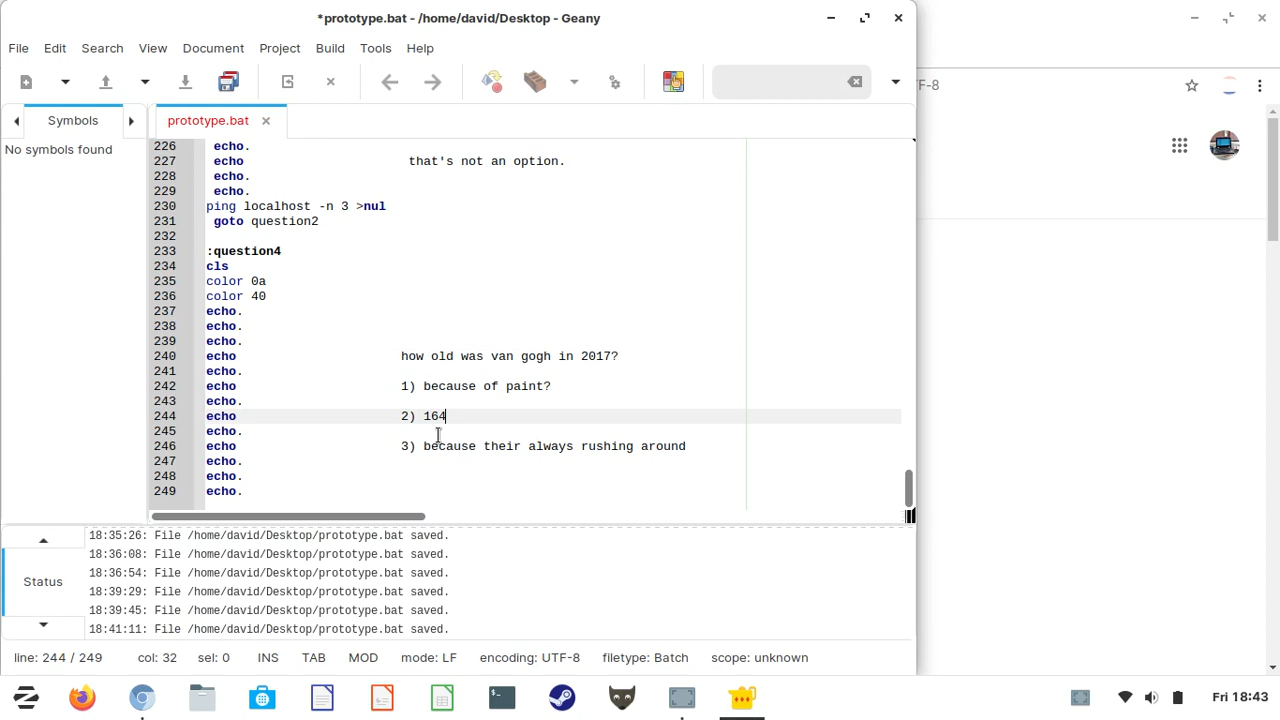 *prototype.bat - /home/david/Desktop - Geany
File Edit Search View Document Project Build Tools Help
TF-8
Symbols
prototype.bat
No symbols found
226 echo.
227 echo that's not an option.
228 echo.
229 echo.
230 ping localhost -n 3 >nul
231 goto question2
232
233 :question4
234 cls
235 color 0a
236 color 40
237 echo.
238 echo.
239 echo.
240 echo how old was van gogh in 2017?
241 echo.
242 echo 1) because of paint?
243 echo.
244 echo 2) 164
245 echo.
246 echo 3) because their always rushing around
247 echo.
248 echo.
249 echo.
Status
18:35:26: File /home/david/Desktop/prototype.bat saved.
18:36:08: File /home/david/Desktop/prototype.bat saved.
18:36:54: File /home/david/Desktop/prototype.bat saved.
18:39:29: File /home/david/Desktop/prototype.bat saved.
18:39:45: File /home/david/Desktop/prototype.bat saved.
18:41:11: File /home/david/Desktop/prototype.bat saved.
line: 244 / 249 col: 32 sel: 0 INS TAB MOD mode: LF encoding: UTF-8 filetype: Batch scope: unknown
Fri 18:43